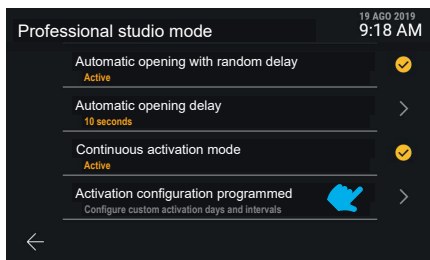 Professional studio mode
19 AGO 2019
9:18 AM
Automatic opening with random delay
Active
Automatic opening delay
10 seconds
Continuous activation mode
Active
Activation configuration programmed
Configure custom activation days and intervals